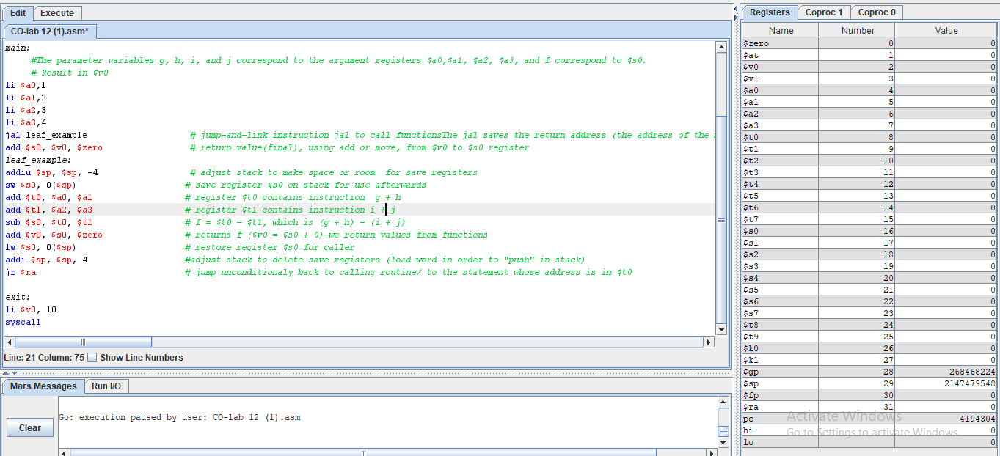 Edit Execute
CO-lab 12 (1).asm*
main:
#The parameter variables g, h, i, and j correspond to the argument registers $a0,$a1, $a2, $a3, and f correspond to $s0.
# Result in $v0
li $a0,1
li $a1,2
li $a2,3
li $a3,4
jal leaf_example # jump-and-link instruction jal to call functionsThe jal saves the return address (the address of the
add $s0, $v0, $zero # return value(final), using add or move, from $v0 to $s0 register
leaf_example:
addiu $sp, $sp, -4 # adjust stack to make space or room for save registers
sw $s0, 0($sp) # save register $s0 on stack for use afterwards
add $t0, $a0, $a1 # register $t0 contains instruction g + h
add $t1, $a2, $a3 # register $t1 contains instruction i + j
sub $s0, $t0, $t1 # f = $t0 - $t1, which is (g + h) - (i + j)
add $v0, $s0, $zero # returns f ($v0 = $s0 + 0)-we return values from functions
lw $s0, 0($sp) # restore register $s0 for caller
addi $sp, $sp, 4 #adjust stack to delete save registers (load word in order to "push" in stack)
jr $ra # jump unconditionaly back to calling routine/ to the statement whose address is in $t0
exit:
li $v0, 10
syscall
Line: 21 Column: 75 Show Line Numbers
Mars Messages Run I/O
Clear
Go: execution paused by user: CO-lab 12 (1).asm
Registers Coproc 1 Coproc 0
Name Number Value
$zero 0 0
$at 1 0
$v0 2 0
$v1 3 0
$a0 4 0
$a1 5 0
$a2 6 0
$a3 7 0
$t0 8 0
$t1 9 0
$t2 10 0
$t3 11 0
$t4 12 0
$t5 13 0
$t6 14 0
$t7 15 0
$s0 16 0
$s1 17 0
$s2 18 0
$s3 19 0
$s4 20 0
$s5 21 0
$s6 22 0
$s7 23 0
$t8 24 0
$t9 25 0
$k0 26 0
$k1 27 0
$gp 28 268468224
$sp 29 2147479548
$fp 30 0
$ra 31 0
pc 4194304
hi 0
lo 0
Activate Windows
Go to Settings to activate Windows.